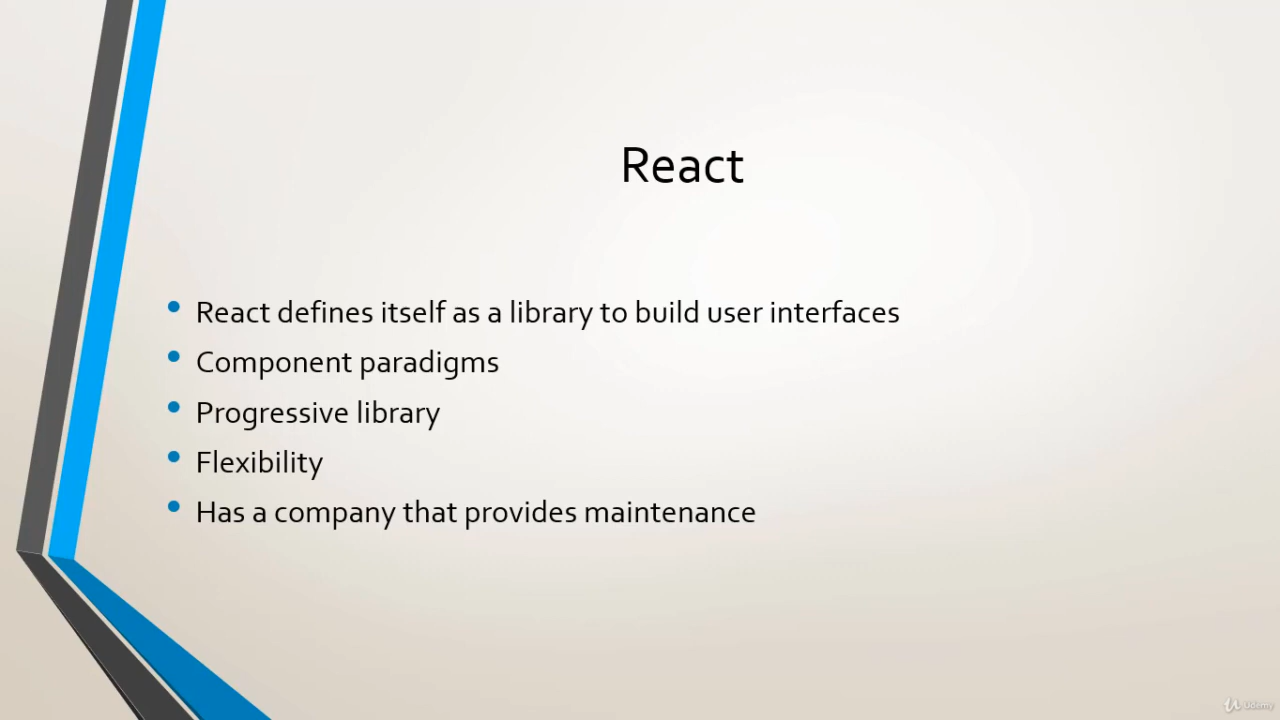 React
• React defines itself as a library to build user interfaces
• Component paradigms
• Progressive library
• Flexibility
• Has a company that provides maintenance
Udemy